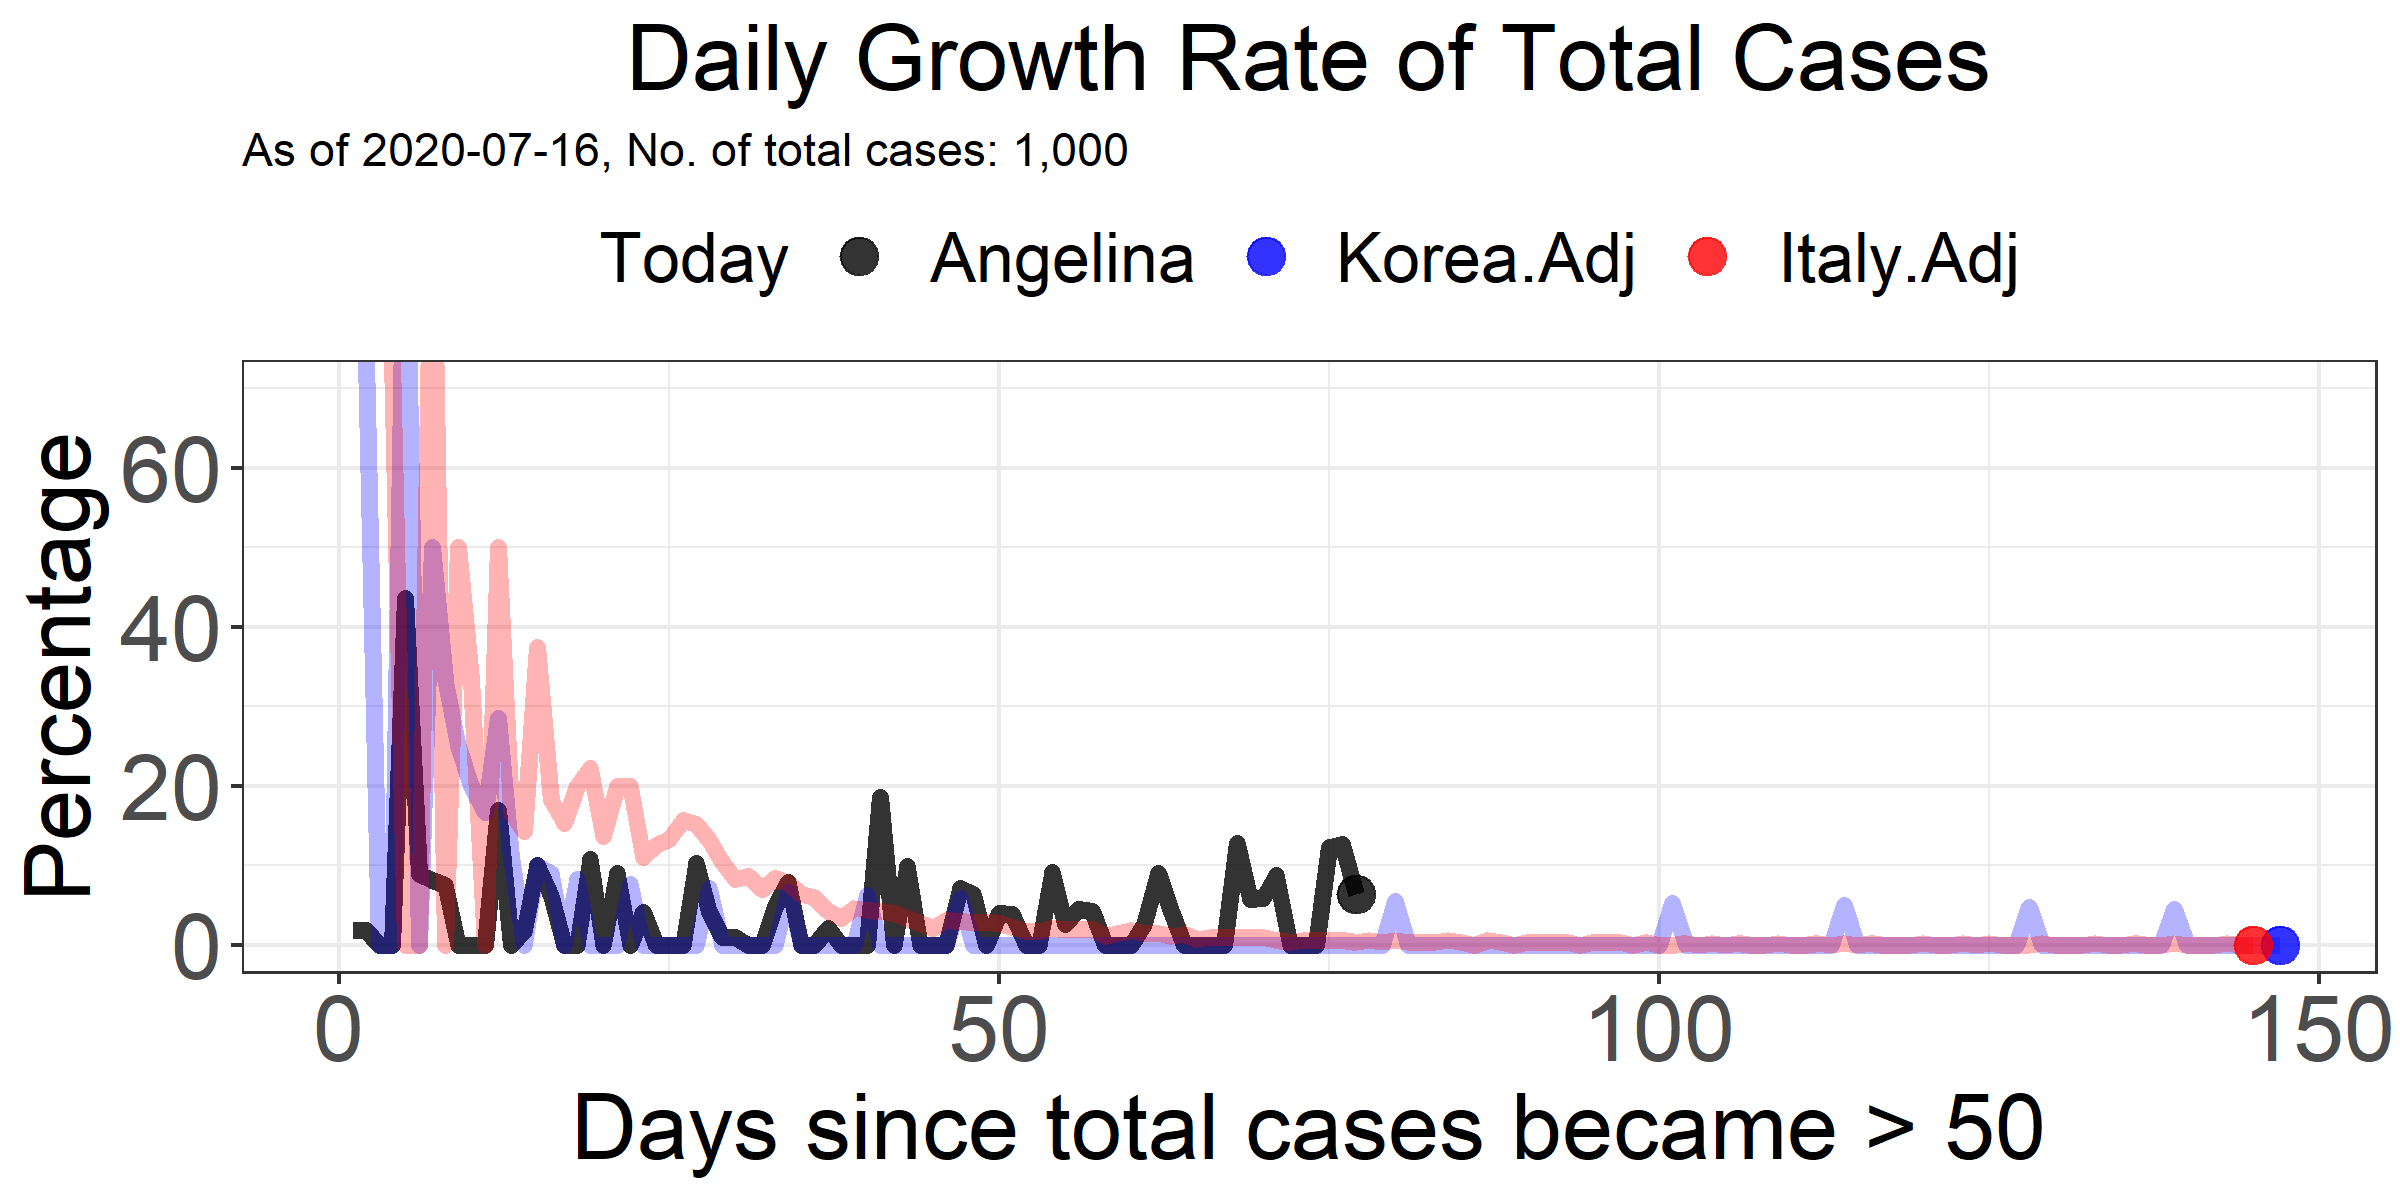 Daily Growth Rate of Total Cases
As of 2020-07-16, No. of total cases: 1,000
Today Angelina Korea.Adj Italy.Adj
Percentage
60
40
20
0
0 50 100 150
Days since total cases became > 50